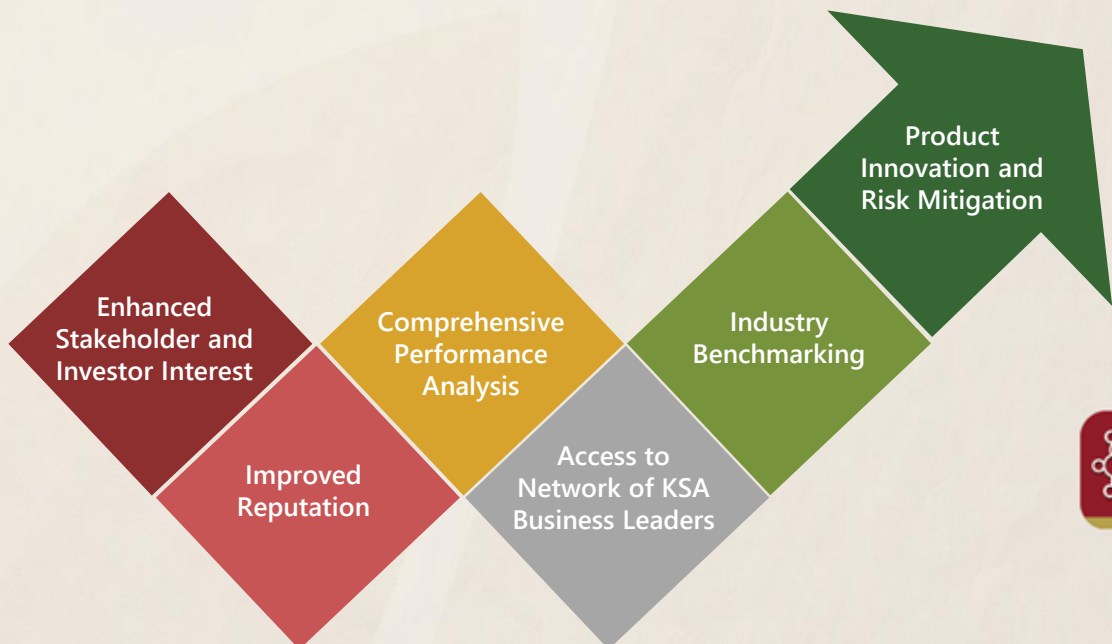 Enhanced
Stakeholder and
Investor Interest
Improved
Reputation
Comprehensive
Performance
Analysis
Access to
Network of KSA
Business Leaders
Industry
Benchmarking
Product
Innovation and
Risk Mitigation